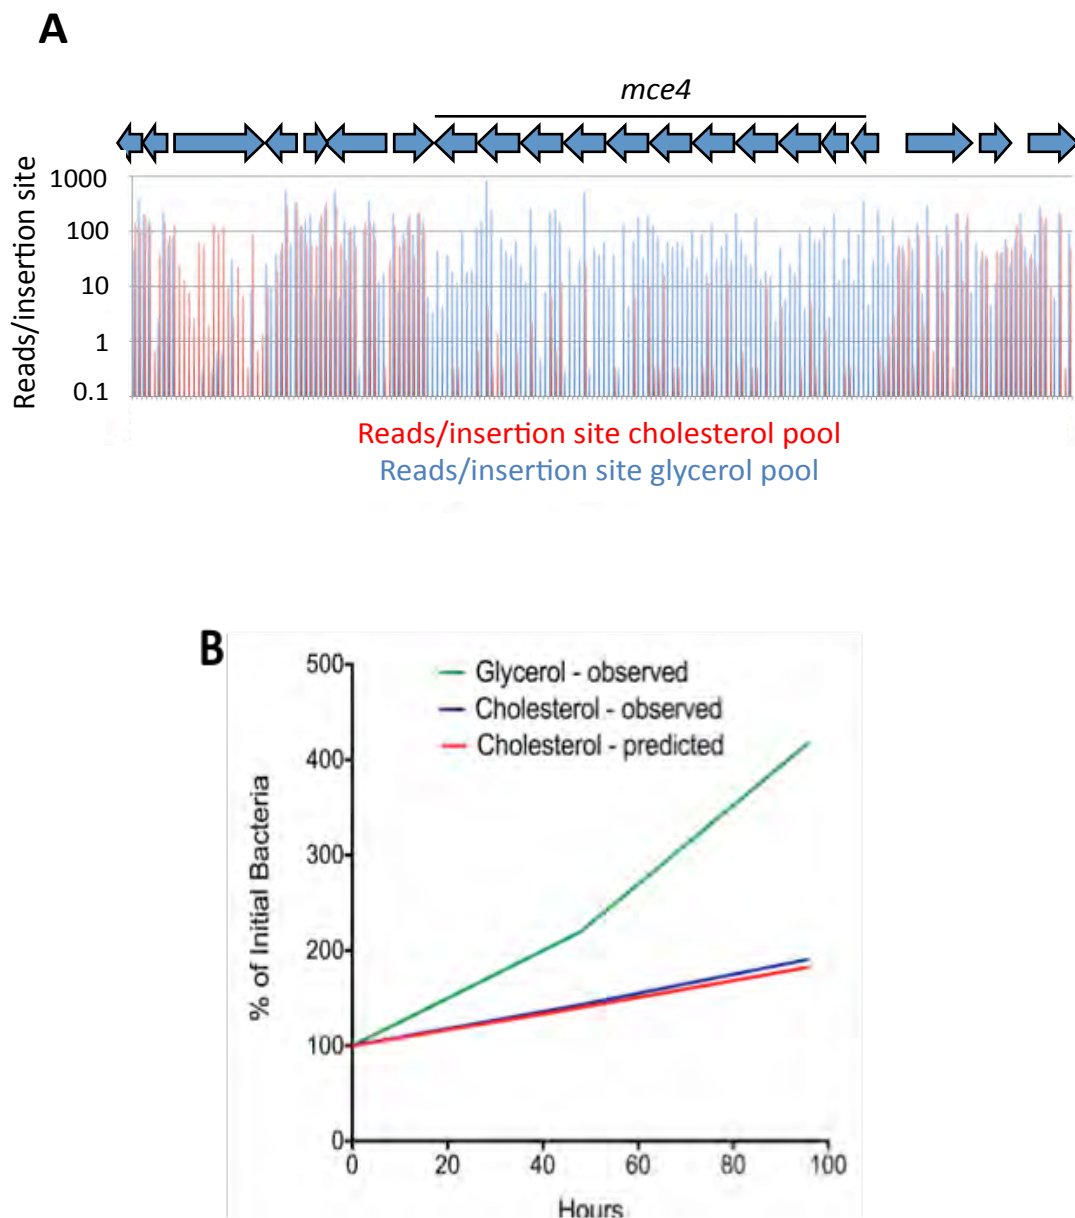 A
mce4
Reads/insertion site
1000
100
10
1
0.1
Reads/insertion site cholesterol pool
Reads/insertion site glycerol pool
B
% of Initial Bacteria
500
400
300
200
100
0
Glycerol - observed
Cholesterol - observed
Cholesterol - predicted
0 20 40 60 80 100
Hours